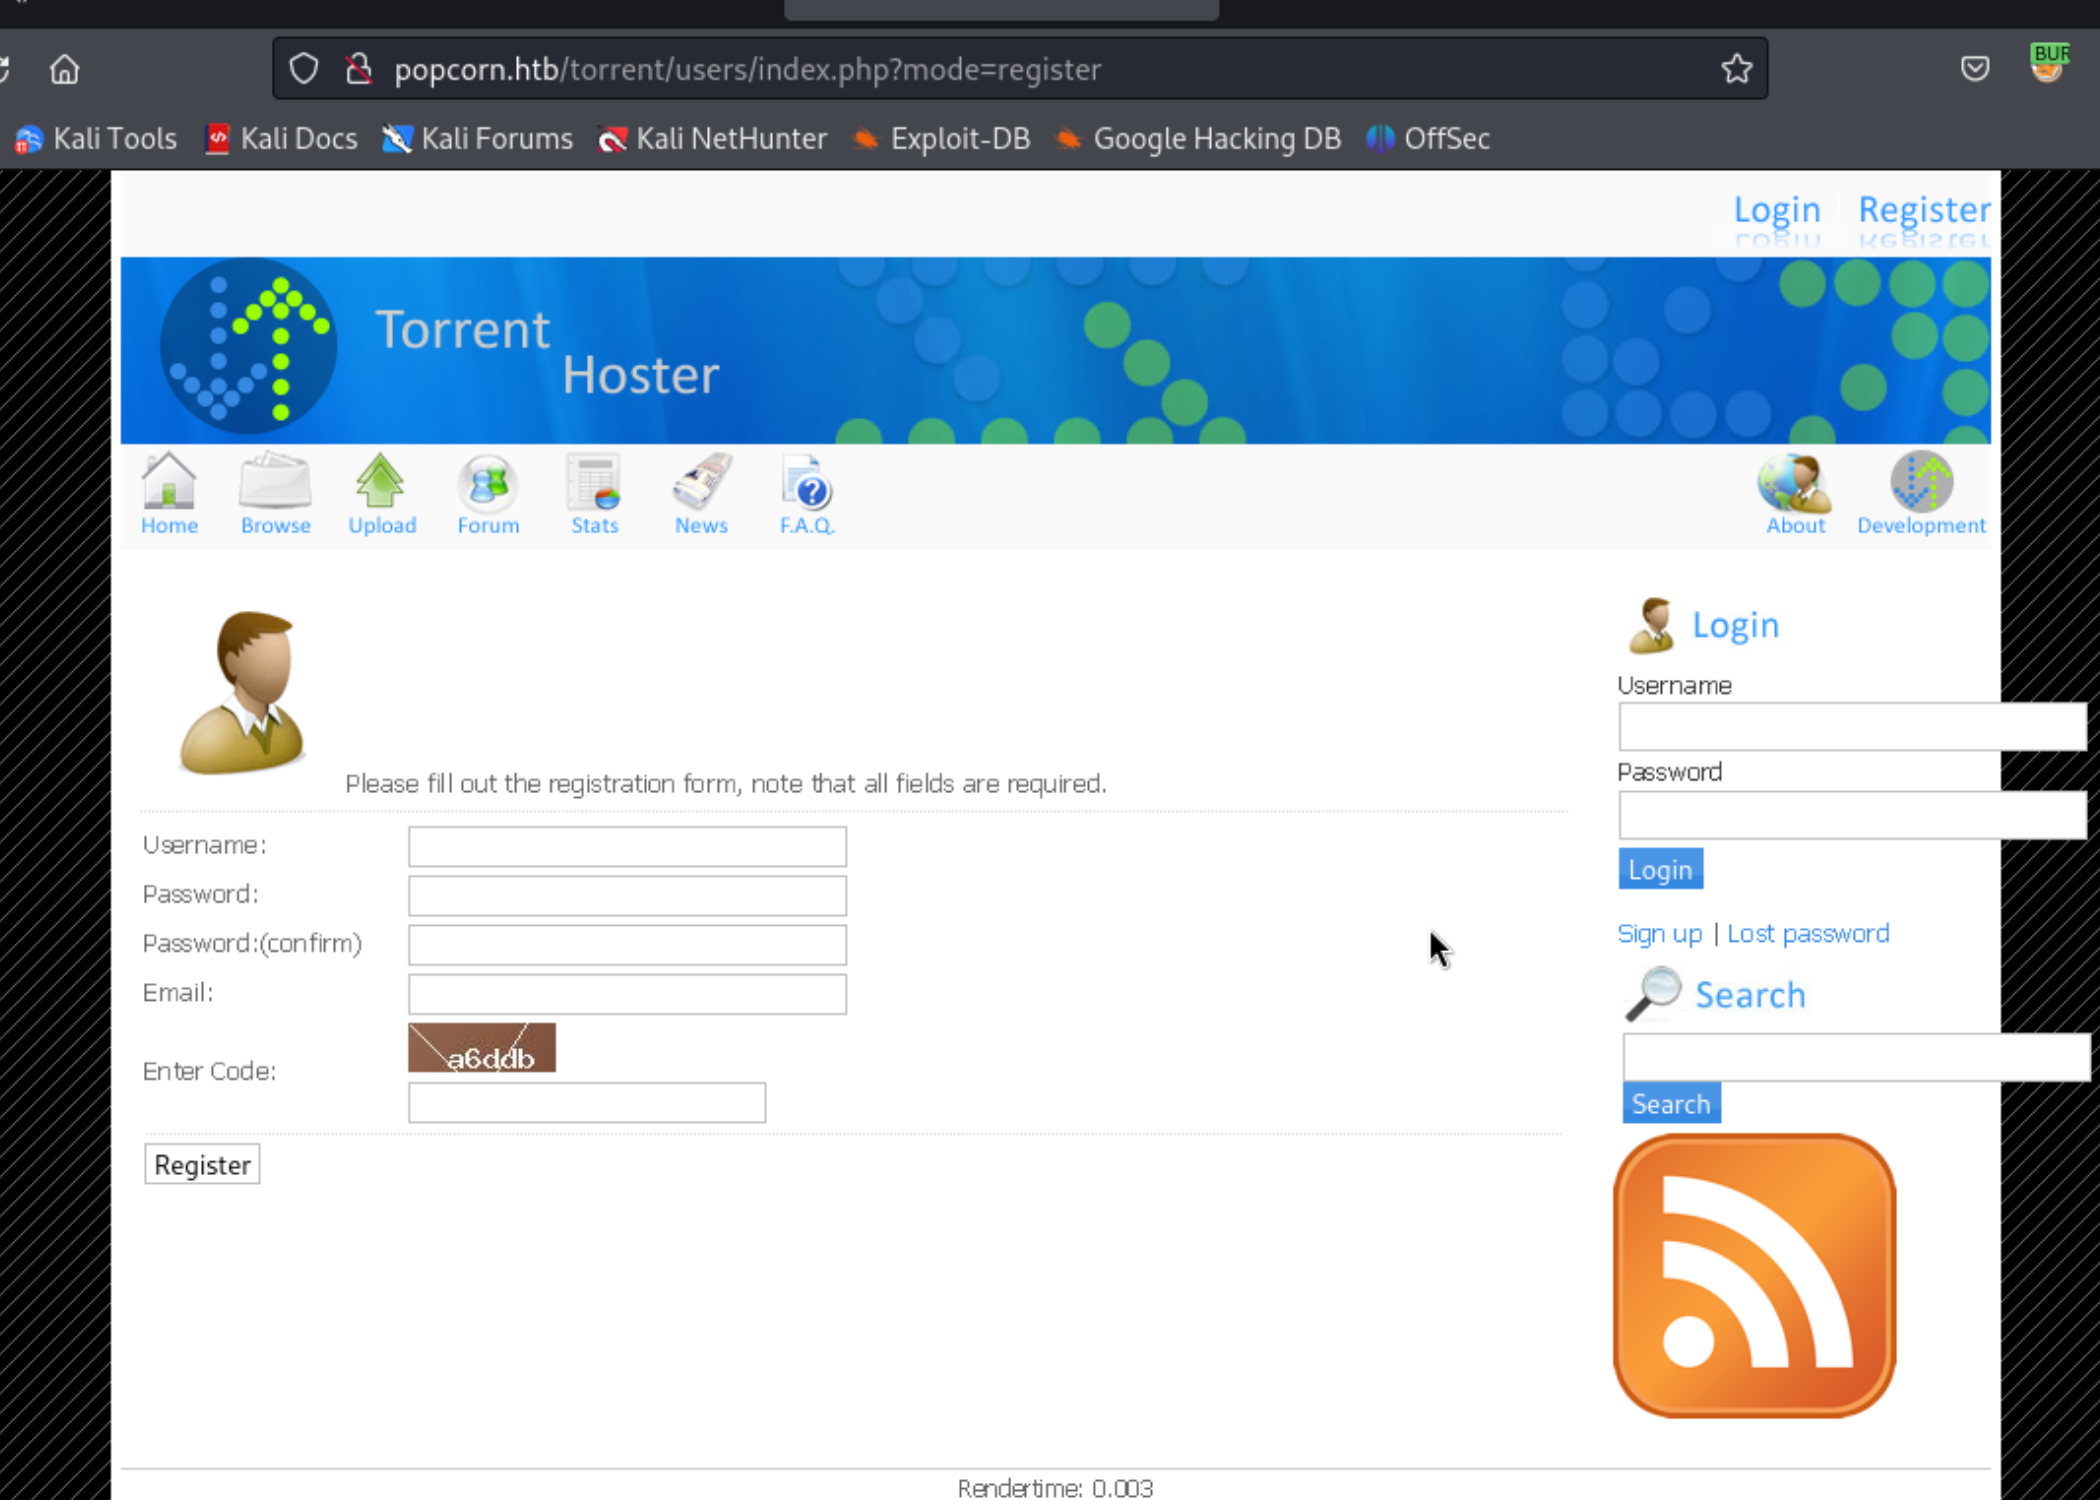 BUR
popcorn.htb/torrent/users/index.php?mode=register
Kali Tools Kali Docs Kali Forums Kali NetHunter Exploit-DB Google Hacking DB OffSec
Login Register
Torrent
Hoster
Home Browse Upload Forum Stats News F.A.Q. About Development
Please fill out the registration form, note that all fields are required.
Username:
Password:
Password:(confirm)
Email:
a6ddb
Enter Code:
Register
Login
Username
Password
Login
Sign up | Lost password
Search
Search
Rendertime: 0.003